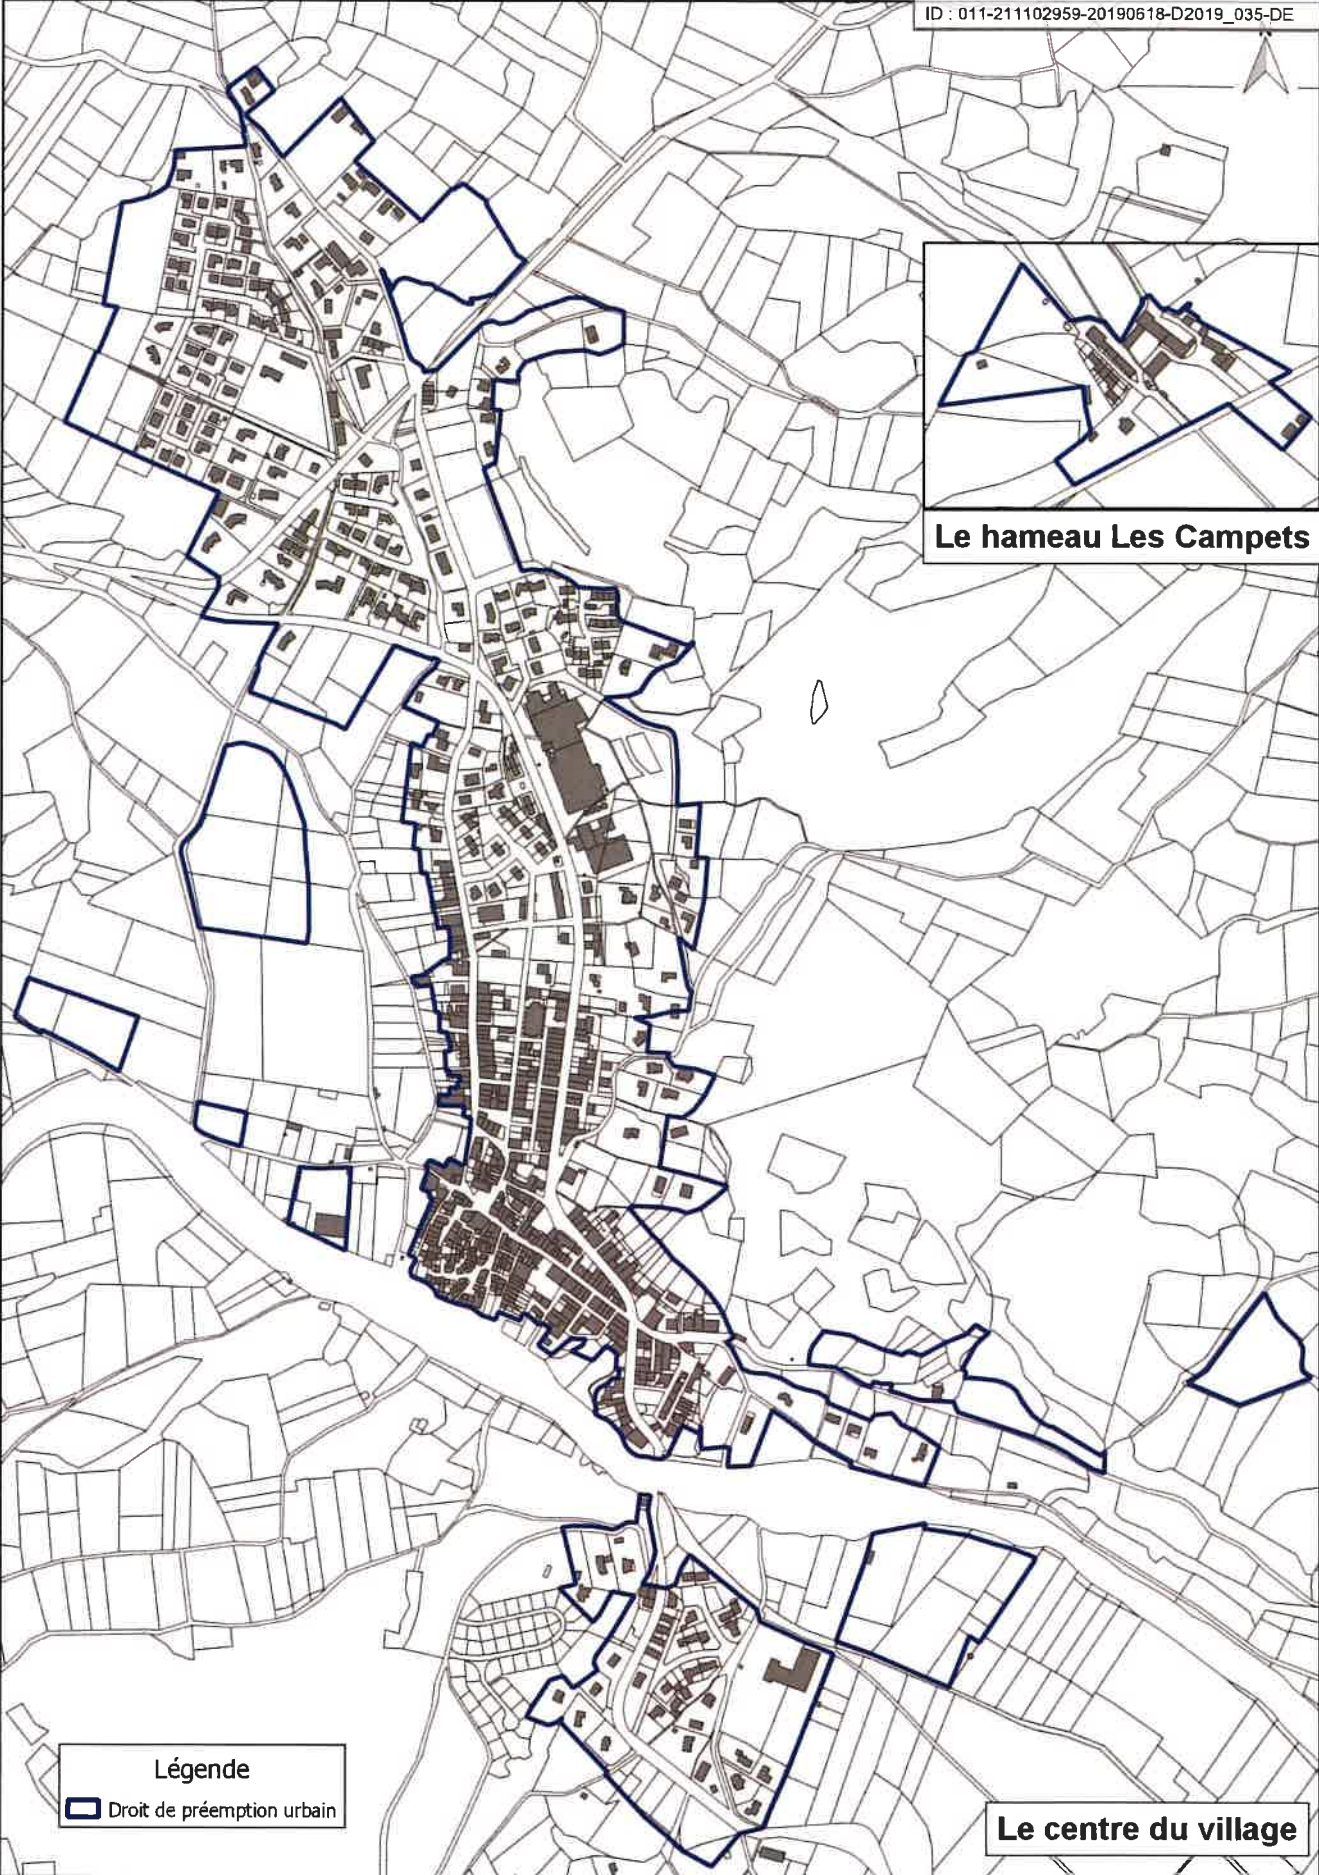 ID : 011-211102959-20190618-D2019_035-DE
N
Le hameau Les Campets
Légende
Droit de préemption urbain
Le centre du village